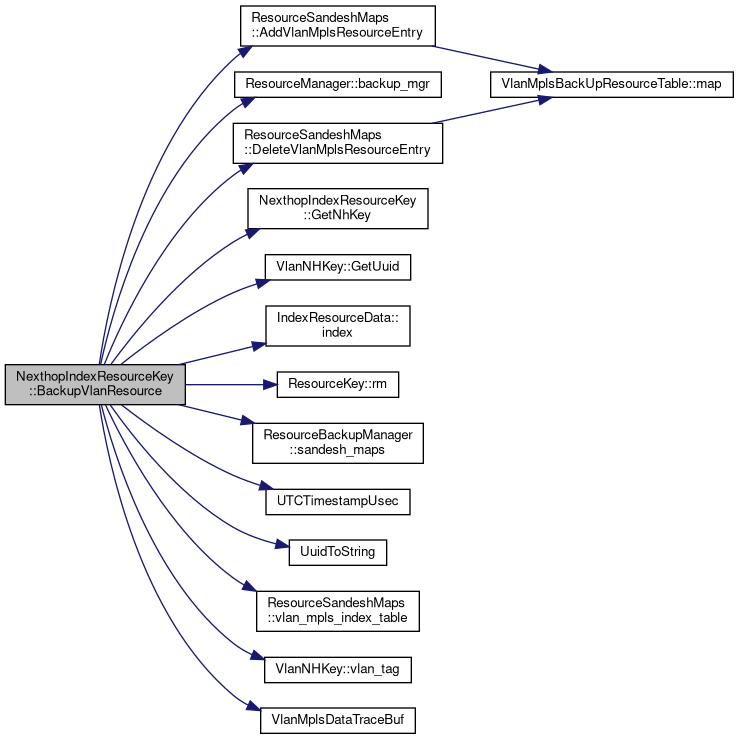 ResourceSandeshMaps
::AddVlanMplsResourceEntry
ResourceManager::backup_mgr
VlanMplsBackUpResourceTable::map
ResourceSandeshMaps
::DeleteVlanMplsResourceEntry
NexthopIndexResourceKey
::GetNhKey
VlanNHKey::GetUuid
IndexResourceData::
index
NexthopIndexResourceKey
::BackupVlanResource
ResourceKey::rm
ResourceBackupManager
::sandesh_maps
UTCTimestampUsec
UuidToString
ResourceSandeshMaps
::vlan_mpls_index_table
VlanNHKey::vlan_tag
VlanMplsDataTraceBuf